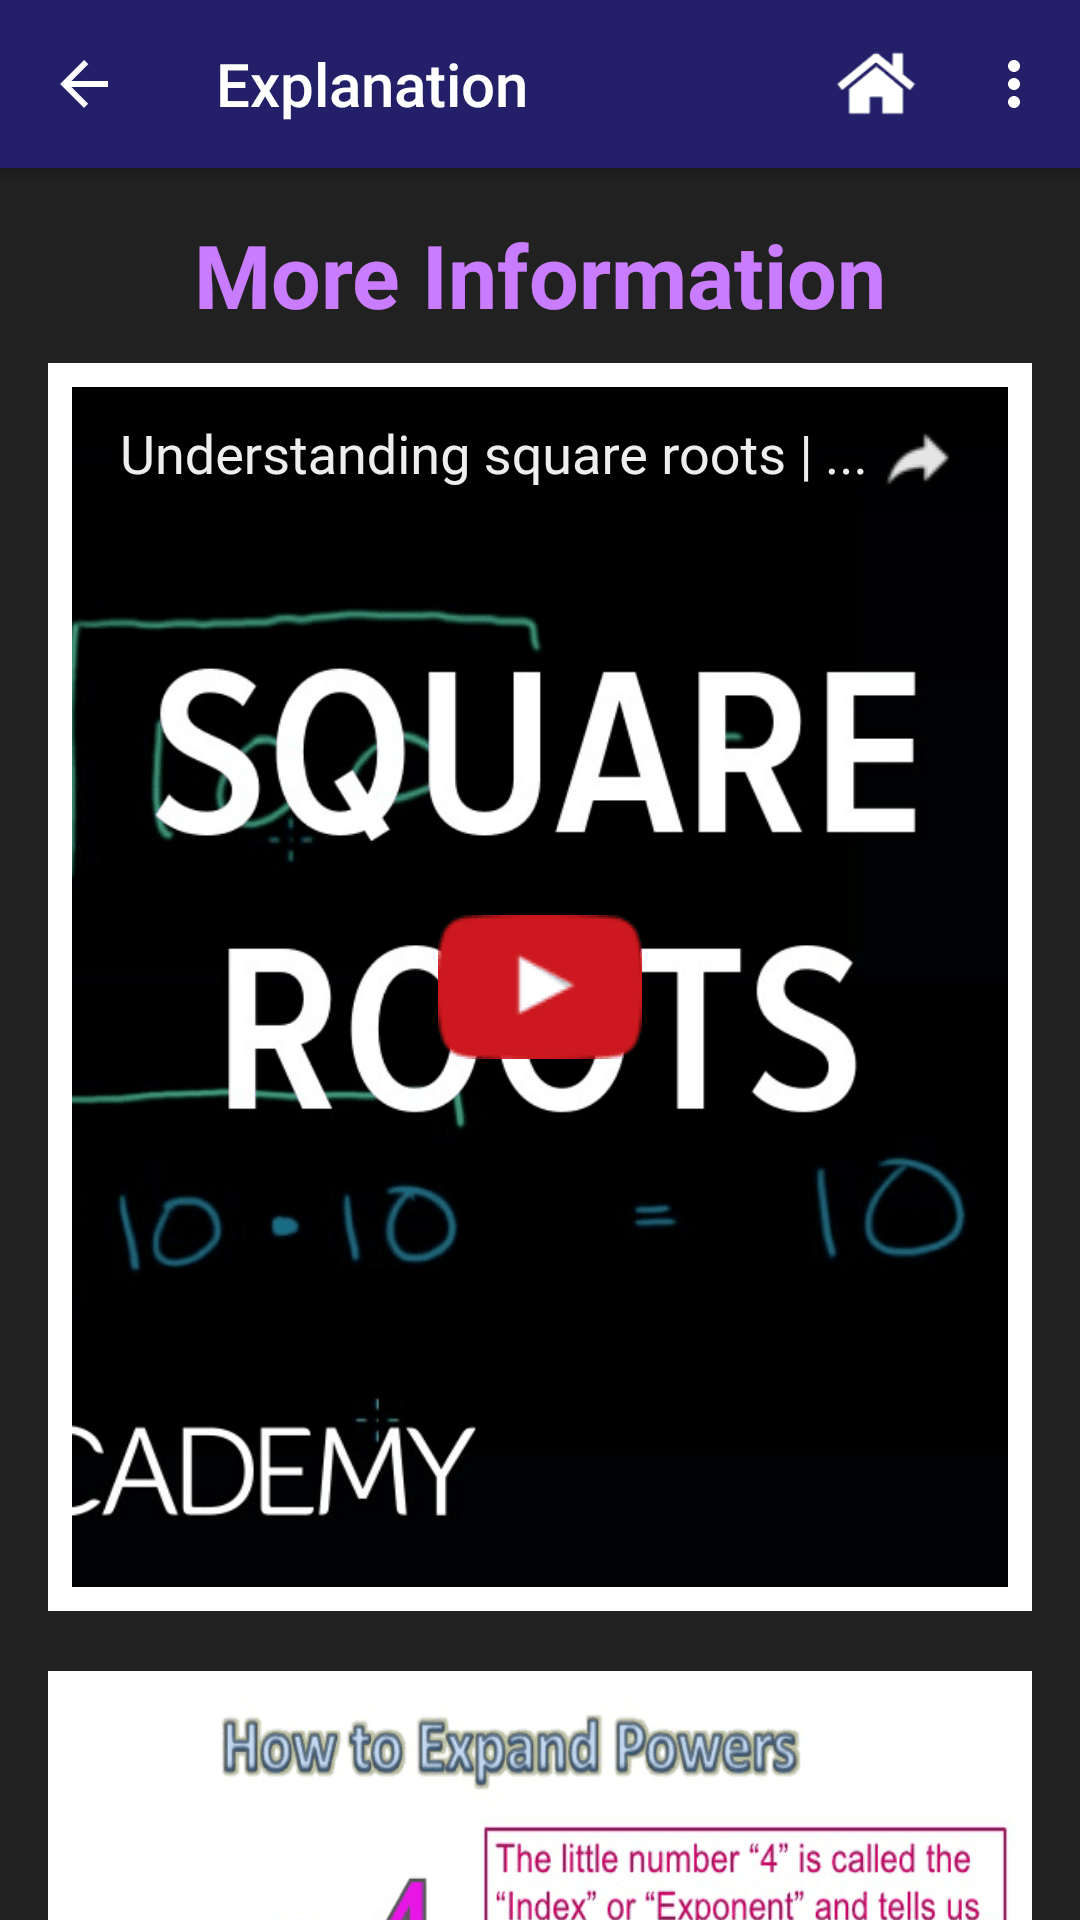 Explanation
More Information
Understanding square roots | ...
SQUARE
ROOTS
10 · 10 = 10
CADEMY
How to Expand Powers
The little number “4” is called the
“Index” or “Exponent” and tells us
4